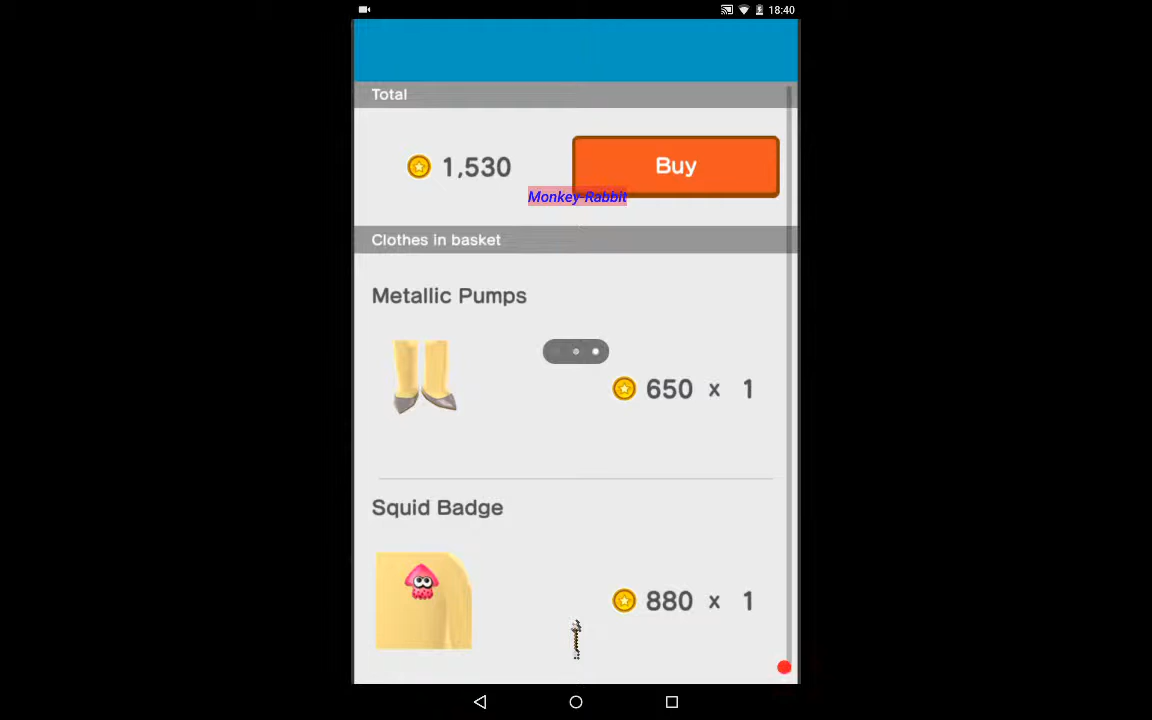 18:40
Total
1,530
Buy
Monkey-Rabbit
Clothes in basket
Metallic Pumps
650 x 1
Squid Badge
880 x 1